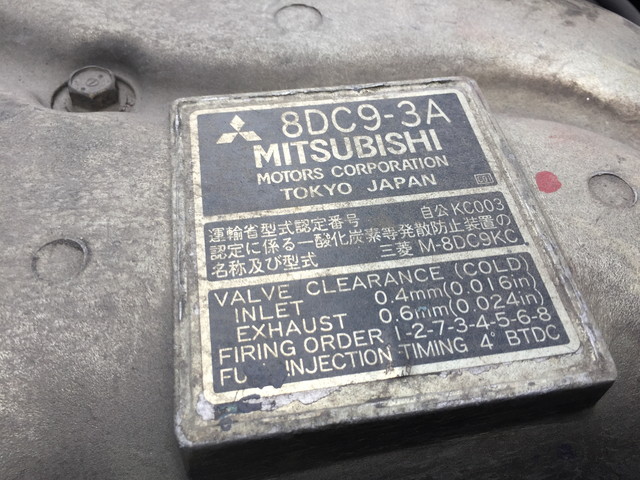 8DC9-3A
MITSUBISHI
MOTORS CORPORATION
TOKYO JAPAN
運輸省型式認定番号 自公KC003
認定に係る一酸化炭素等発散防止装置の
名称及び型式 三菱 M-8DC9KC
VALVE CLEARANCE (COLD)
INLET 0.4mm(0.016in)
EXHAUST 0.6mm(0.024in)
FIRING ORDER 1-2-7-3-4-5-6-8
INJECTION TIMING 4° BTDC